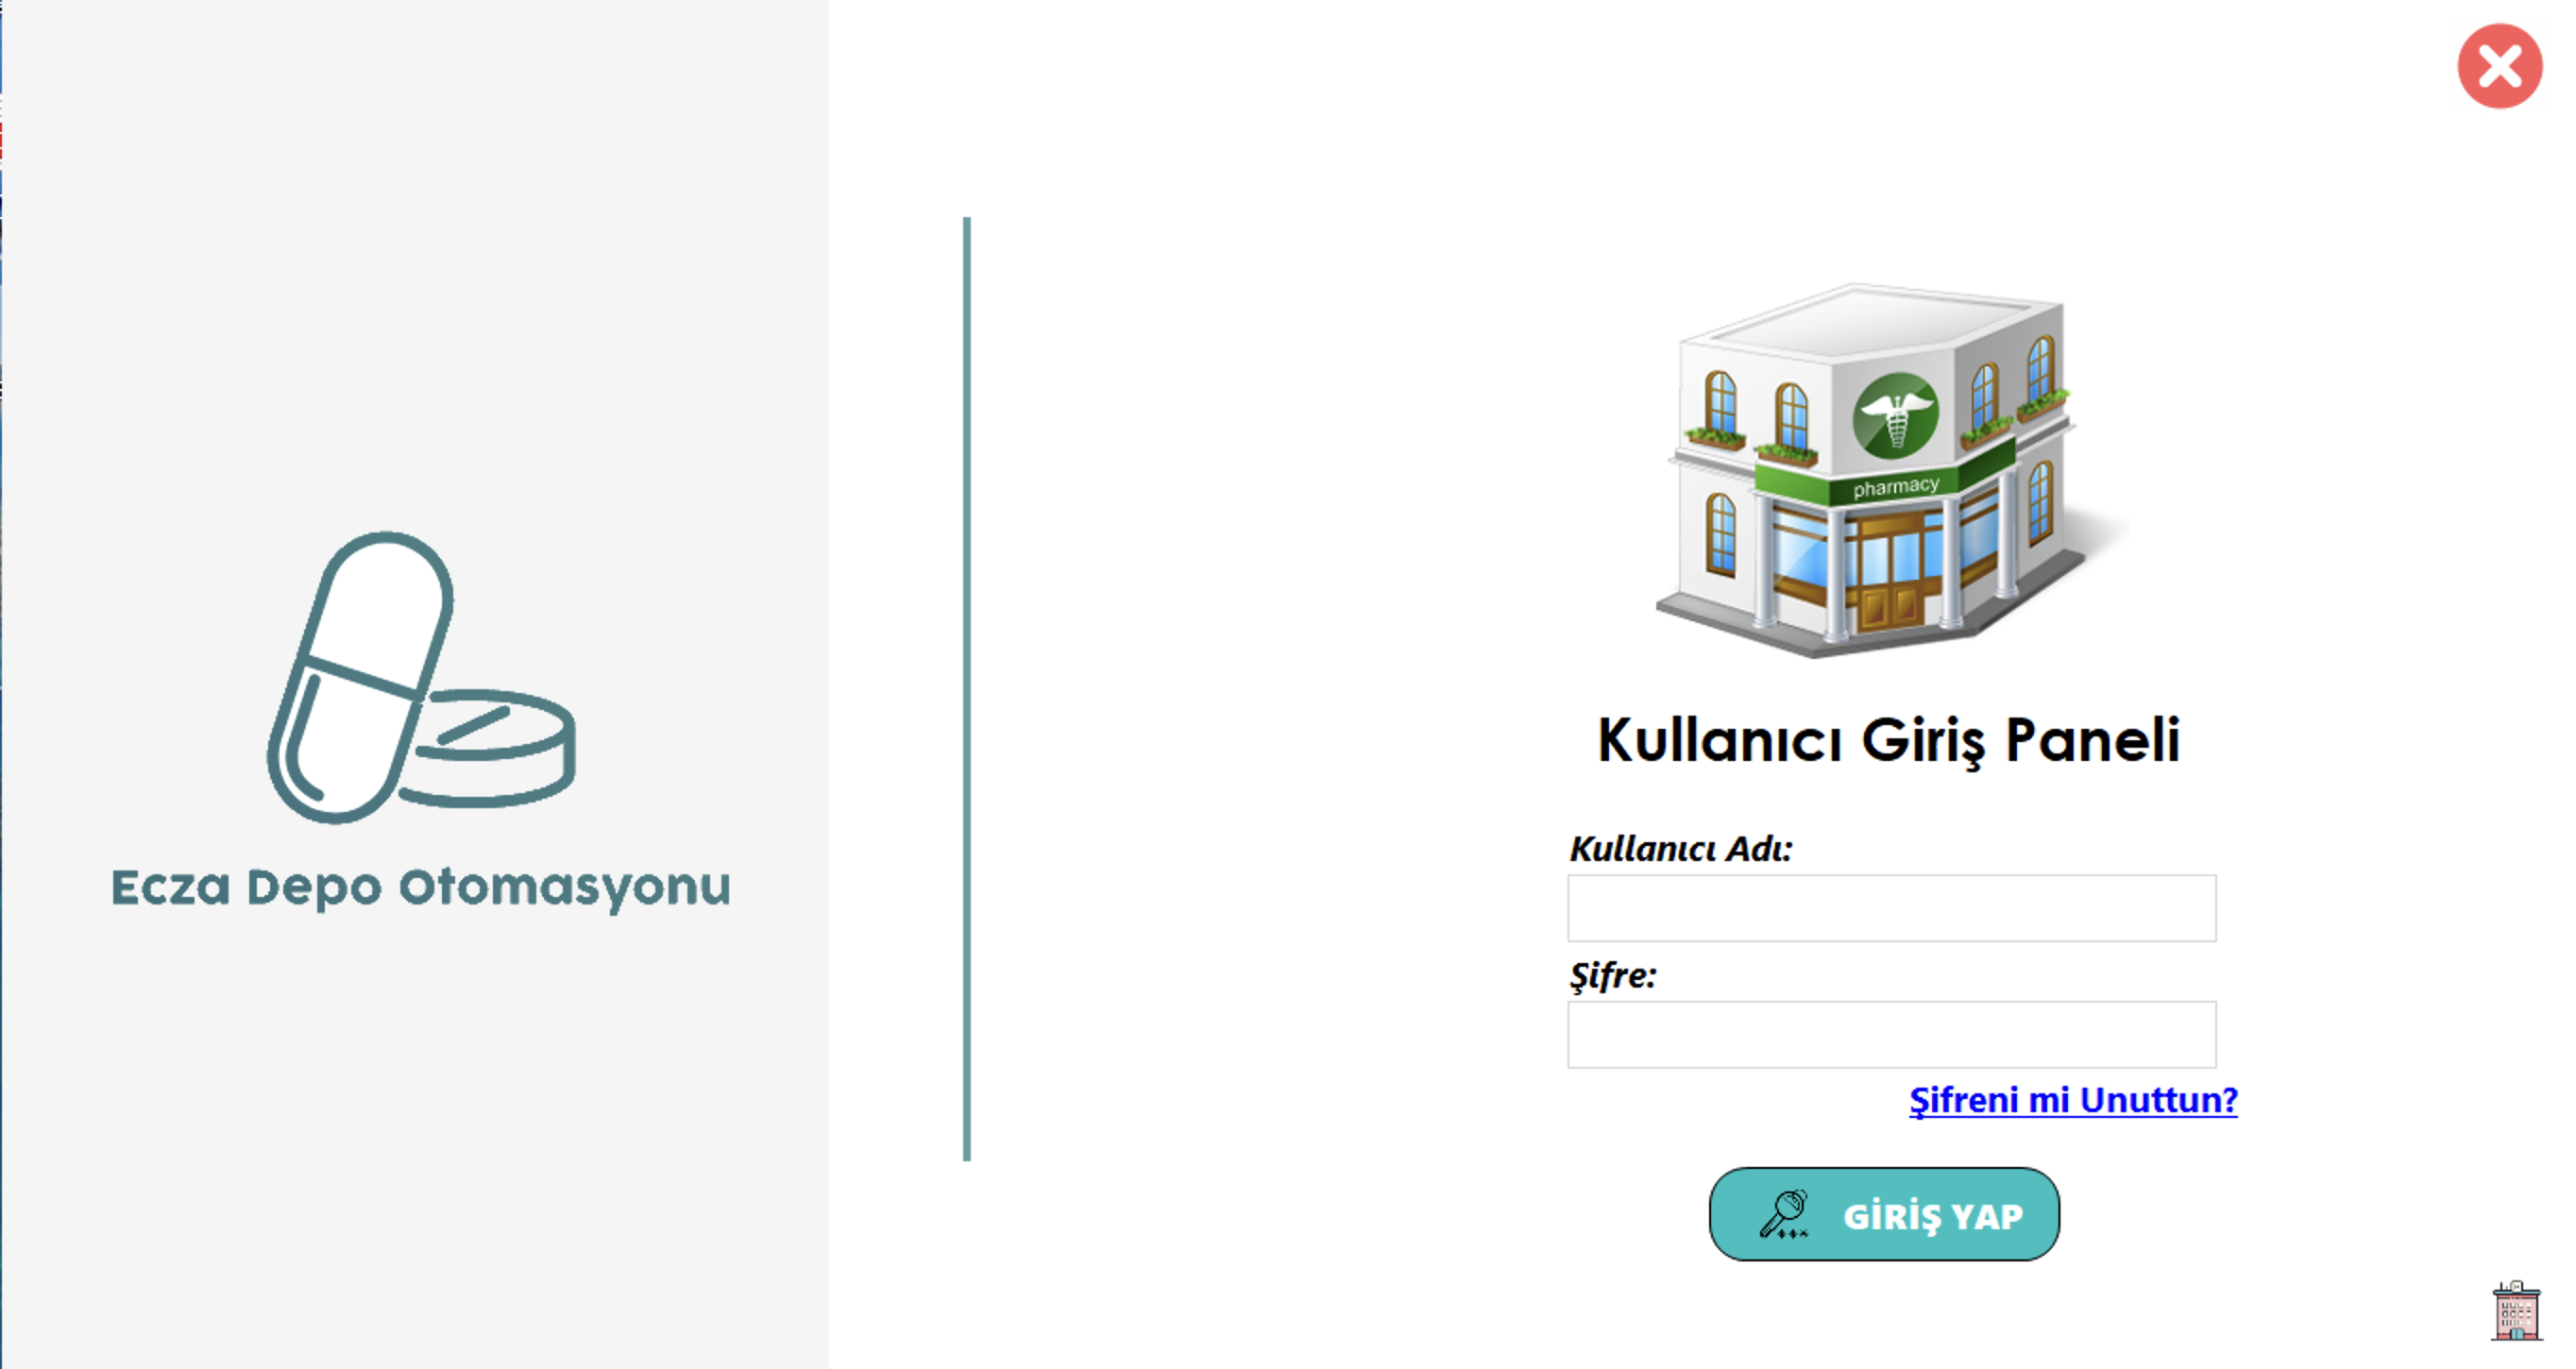 Ecza Depo Otomasyonu
pharmacy
Kullanıcı Giriş Paneli
Kullanıcı Adı:
Şifre:
Şifreni mi Unuttun?
GİRİŞ YAP